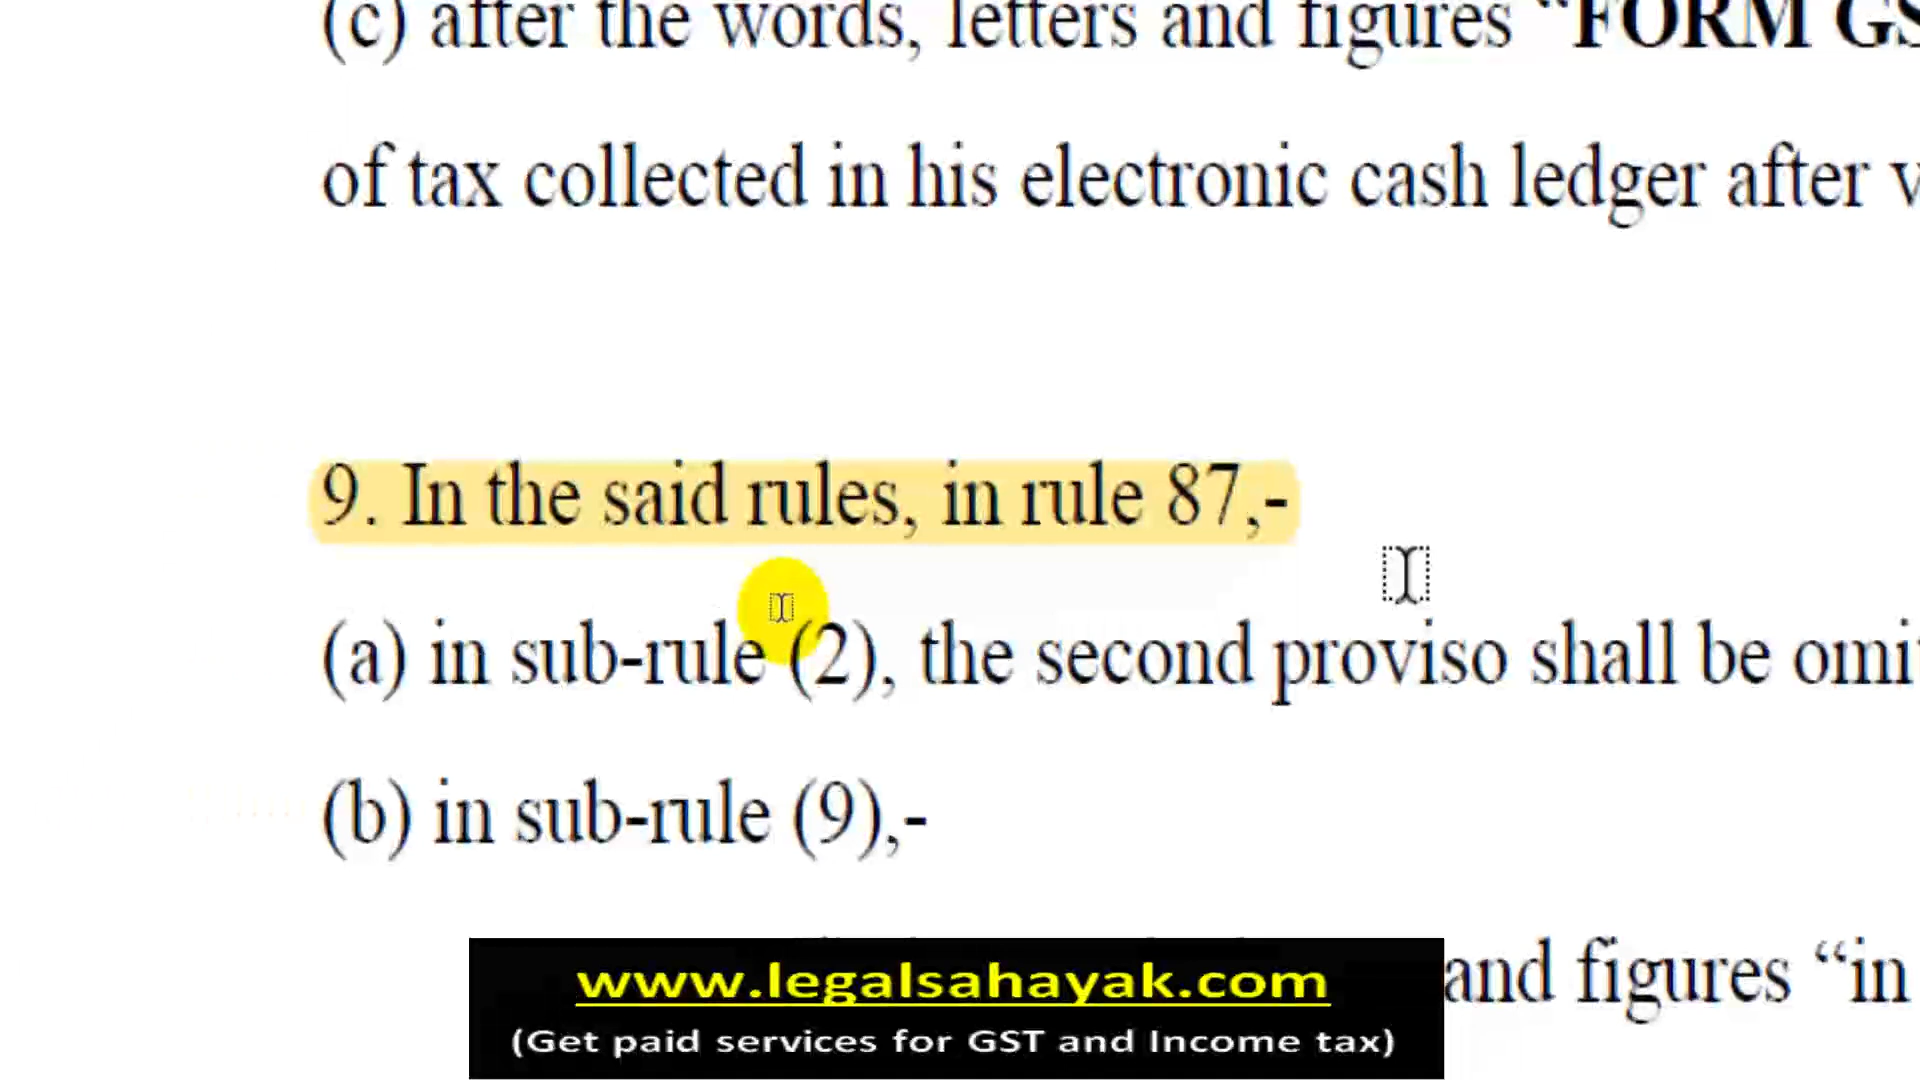 (c) after the words, letters and figures “FORM GS
of tax collected in his electronic cash ledger after v
9. In the said rules, in rule 87,-
(a) in sub-rule (2), the second proviso shall be omi
(b) in sub-rule (9),-
and figures “in
www.legalsahayak.com
(Get paid services for GST and Income tax)